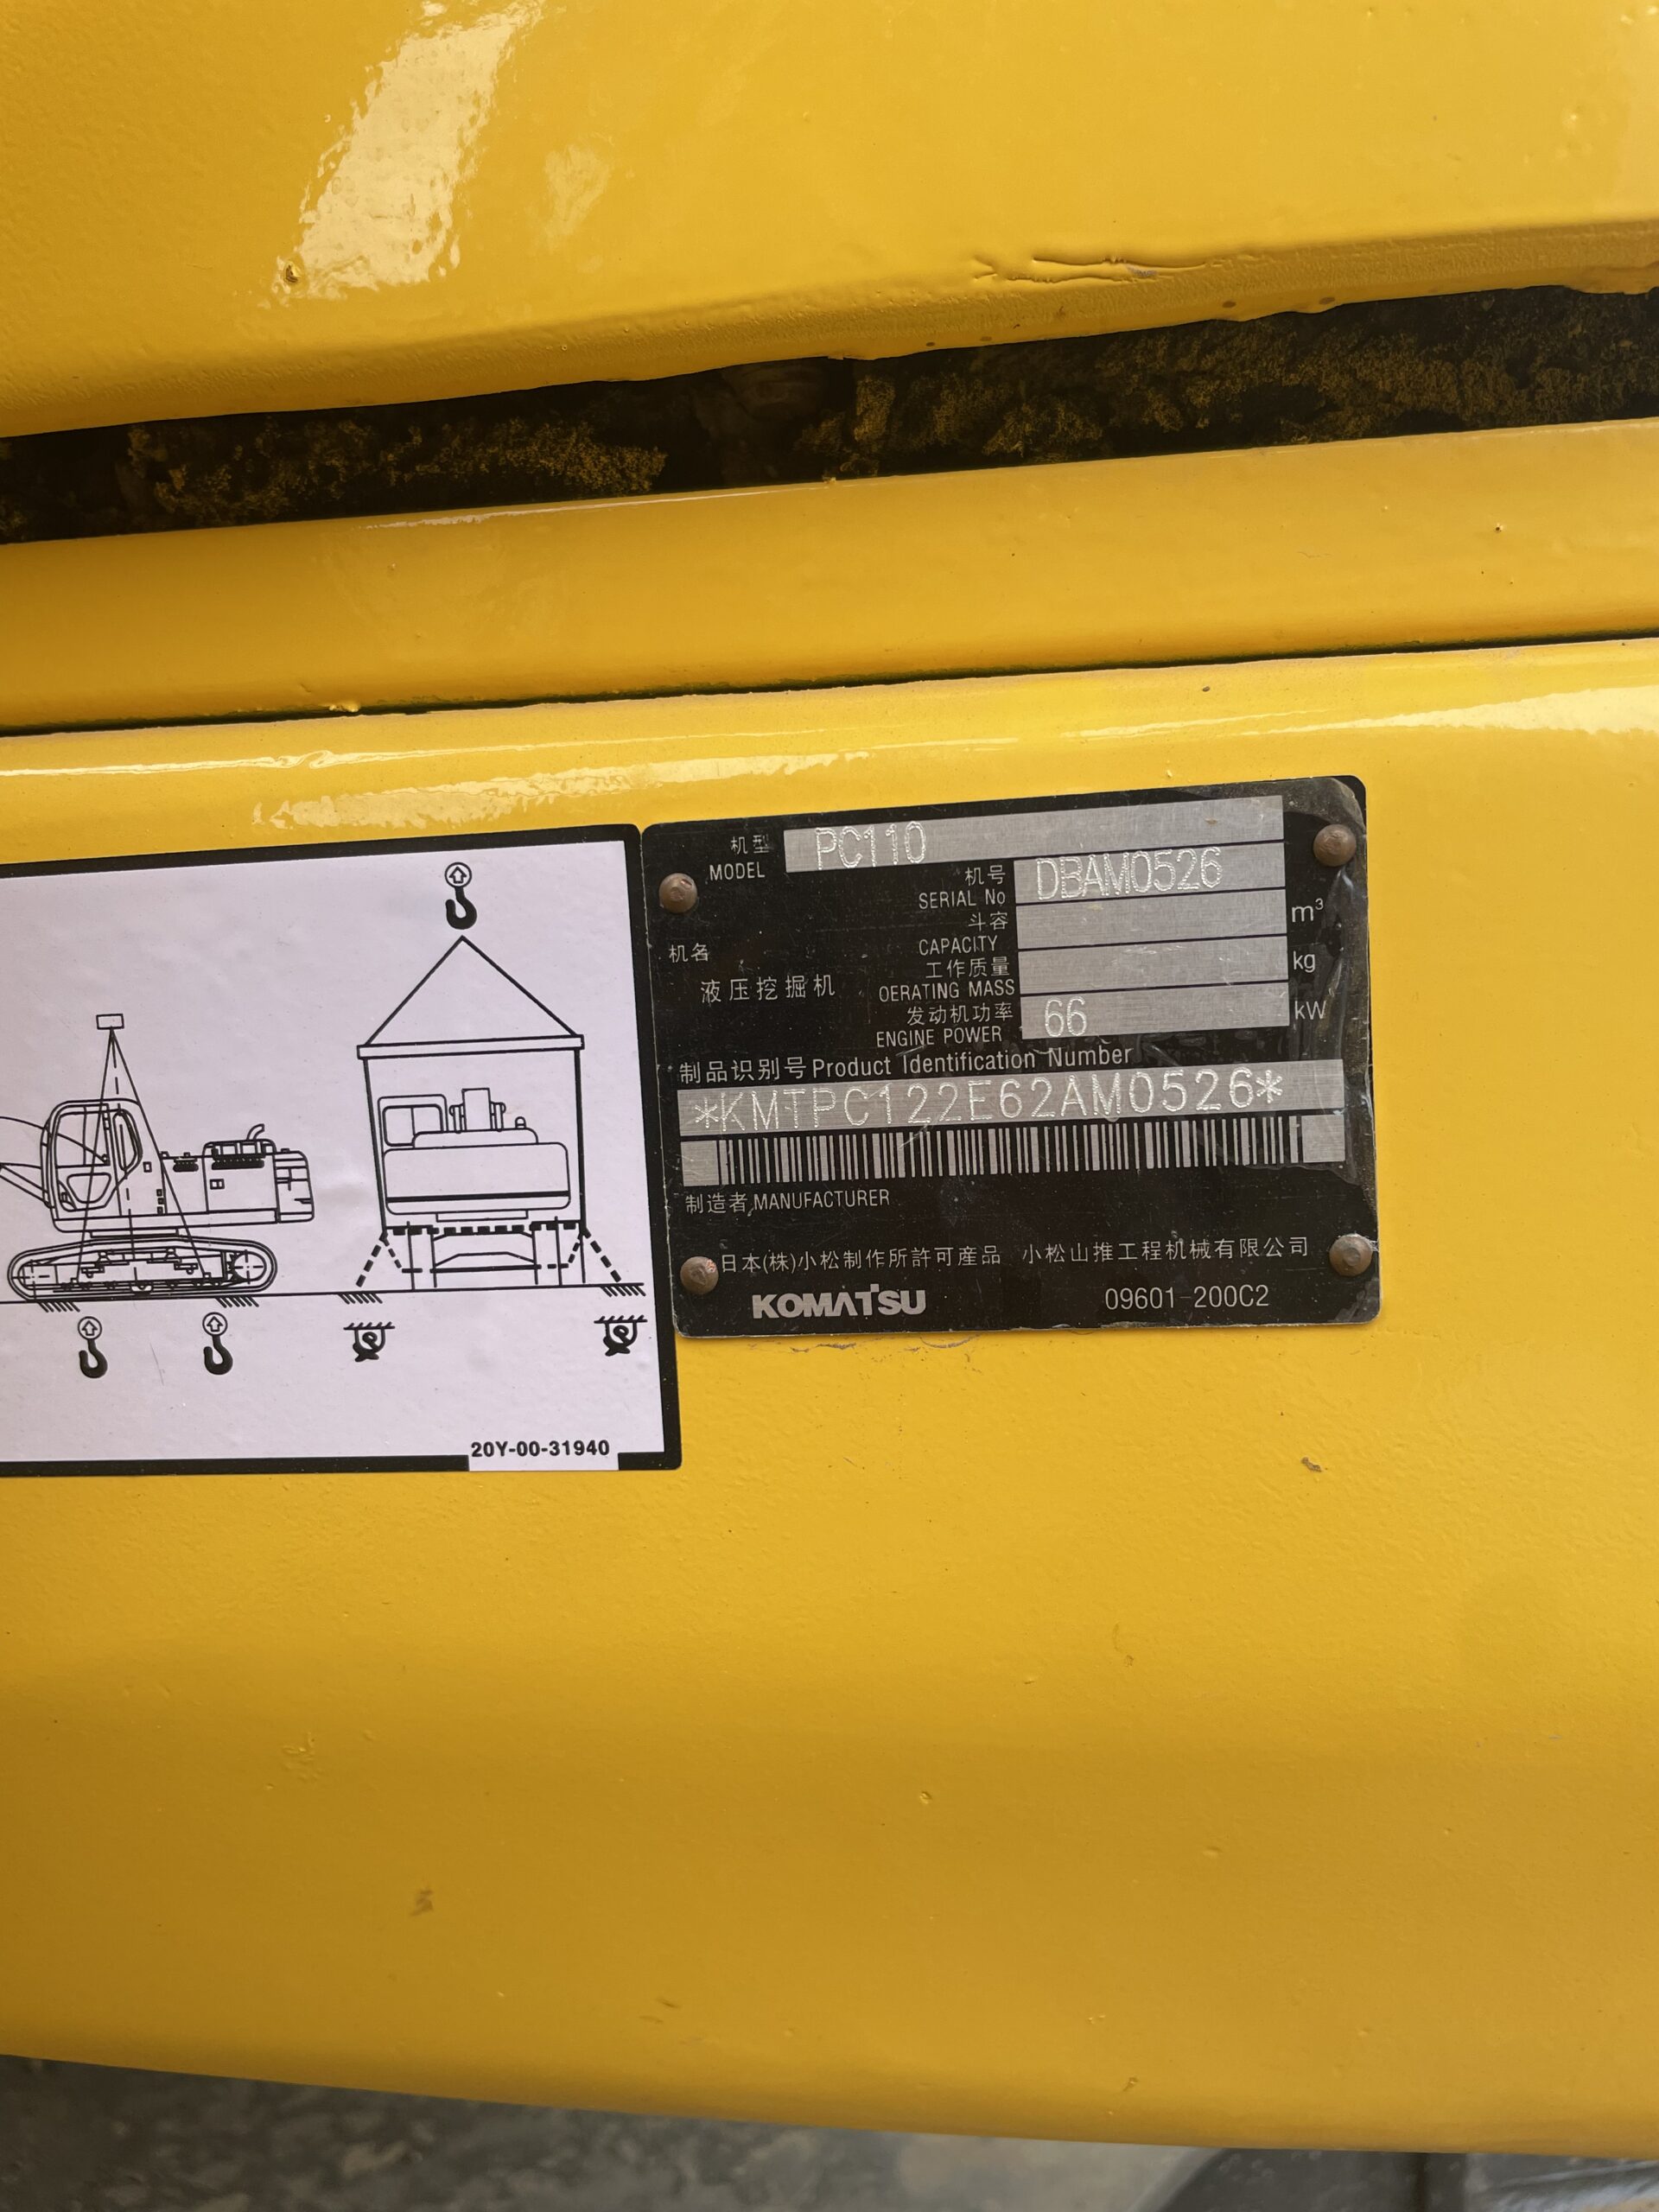 机型
MODEL
PC110
机号
SERIAL No
DBAM0526
斗容
CAPACITY
m³
机名
液压挖掘机
工作质量
OERATING MASS
kg
发动机功率
ENGINE POWER
66
kW
制品识别号 Product Identification Number
*KMTPC122E62AM0526*
制造者 MANUFACTURER
日本(株)小松制作所許可産品 小松山推工程机械有限公司
KOMATSU
09601-200C2
20Y-00-31940